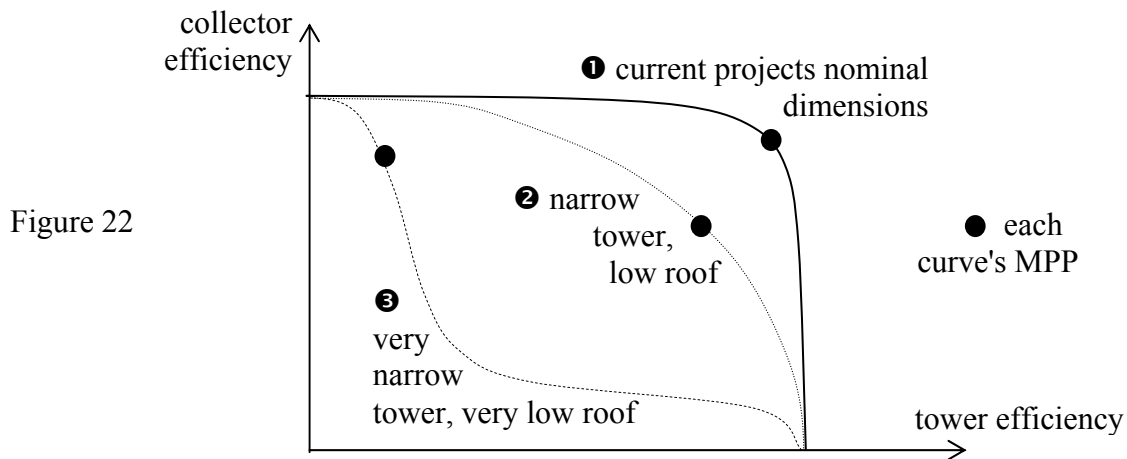 collector
efficiency
❶ current projects nominal
dimensions
❷ narrow
tower,
low roof
Figure 22
● each
curve's MPP
❸
very
narrow
tower, very low roof
tower efficiency